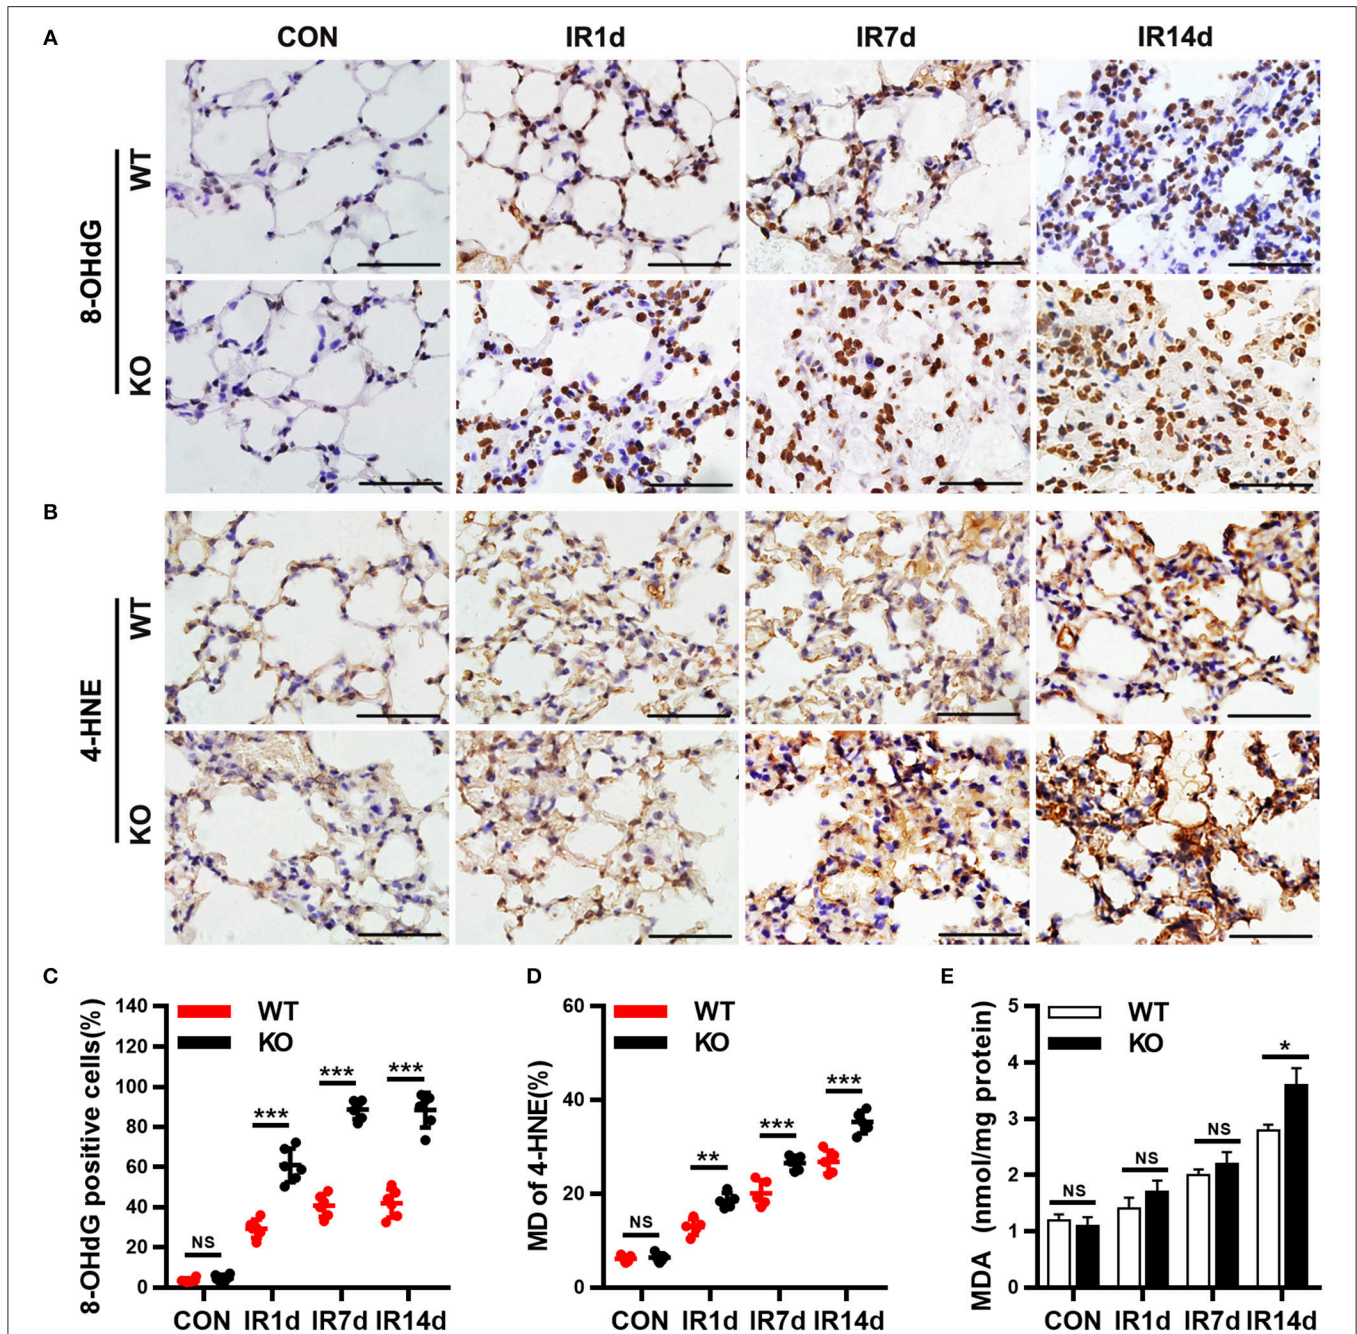 A
CON IR1d IR7d IR14d
8-OHdG
WT
KO
B
4-HNE
WT
KO
C
8-OHdG positive cells(%)
140
120
100
80
60
40
20
0
WT
KO
NS
***
***
***
CON IR1d IR7d IR14d
D
MD of 4-HNE(%)
60
40
20
0
WT
KO
NS
**
***
***
CON IR1d IR7d IR14d
E
MDA (nmol/mg protein)
5
4
3
2
1
0
WT
KO
NS
NS
NS
*
CON IR1d IR7d IR14d